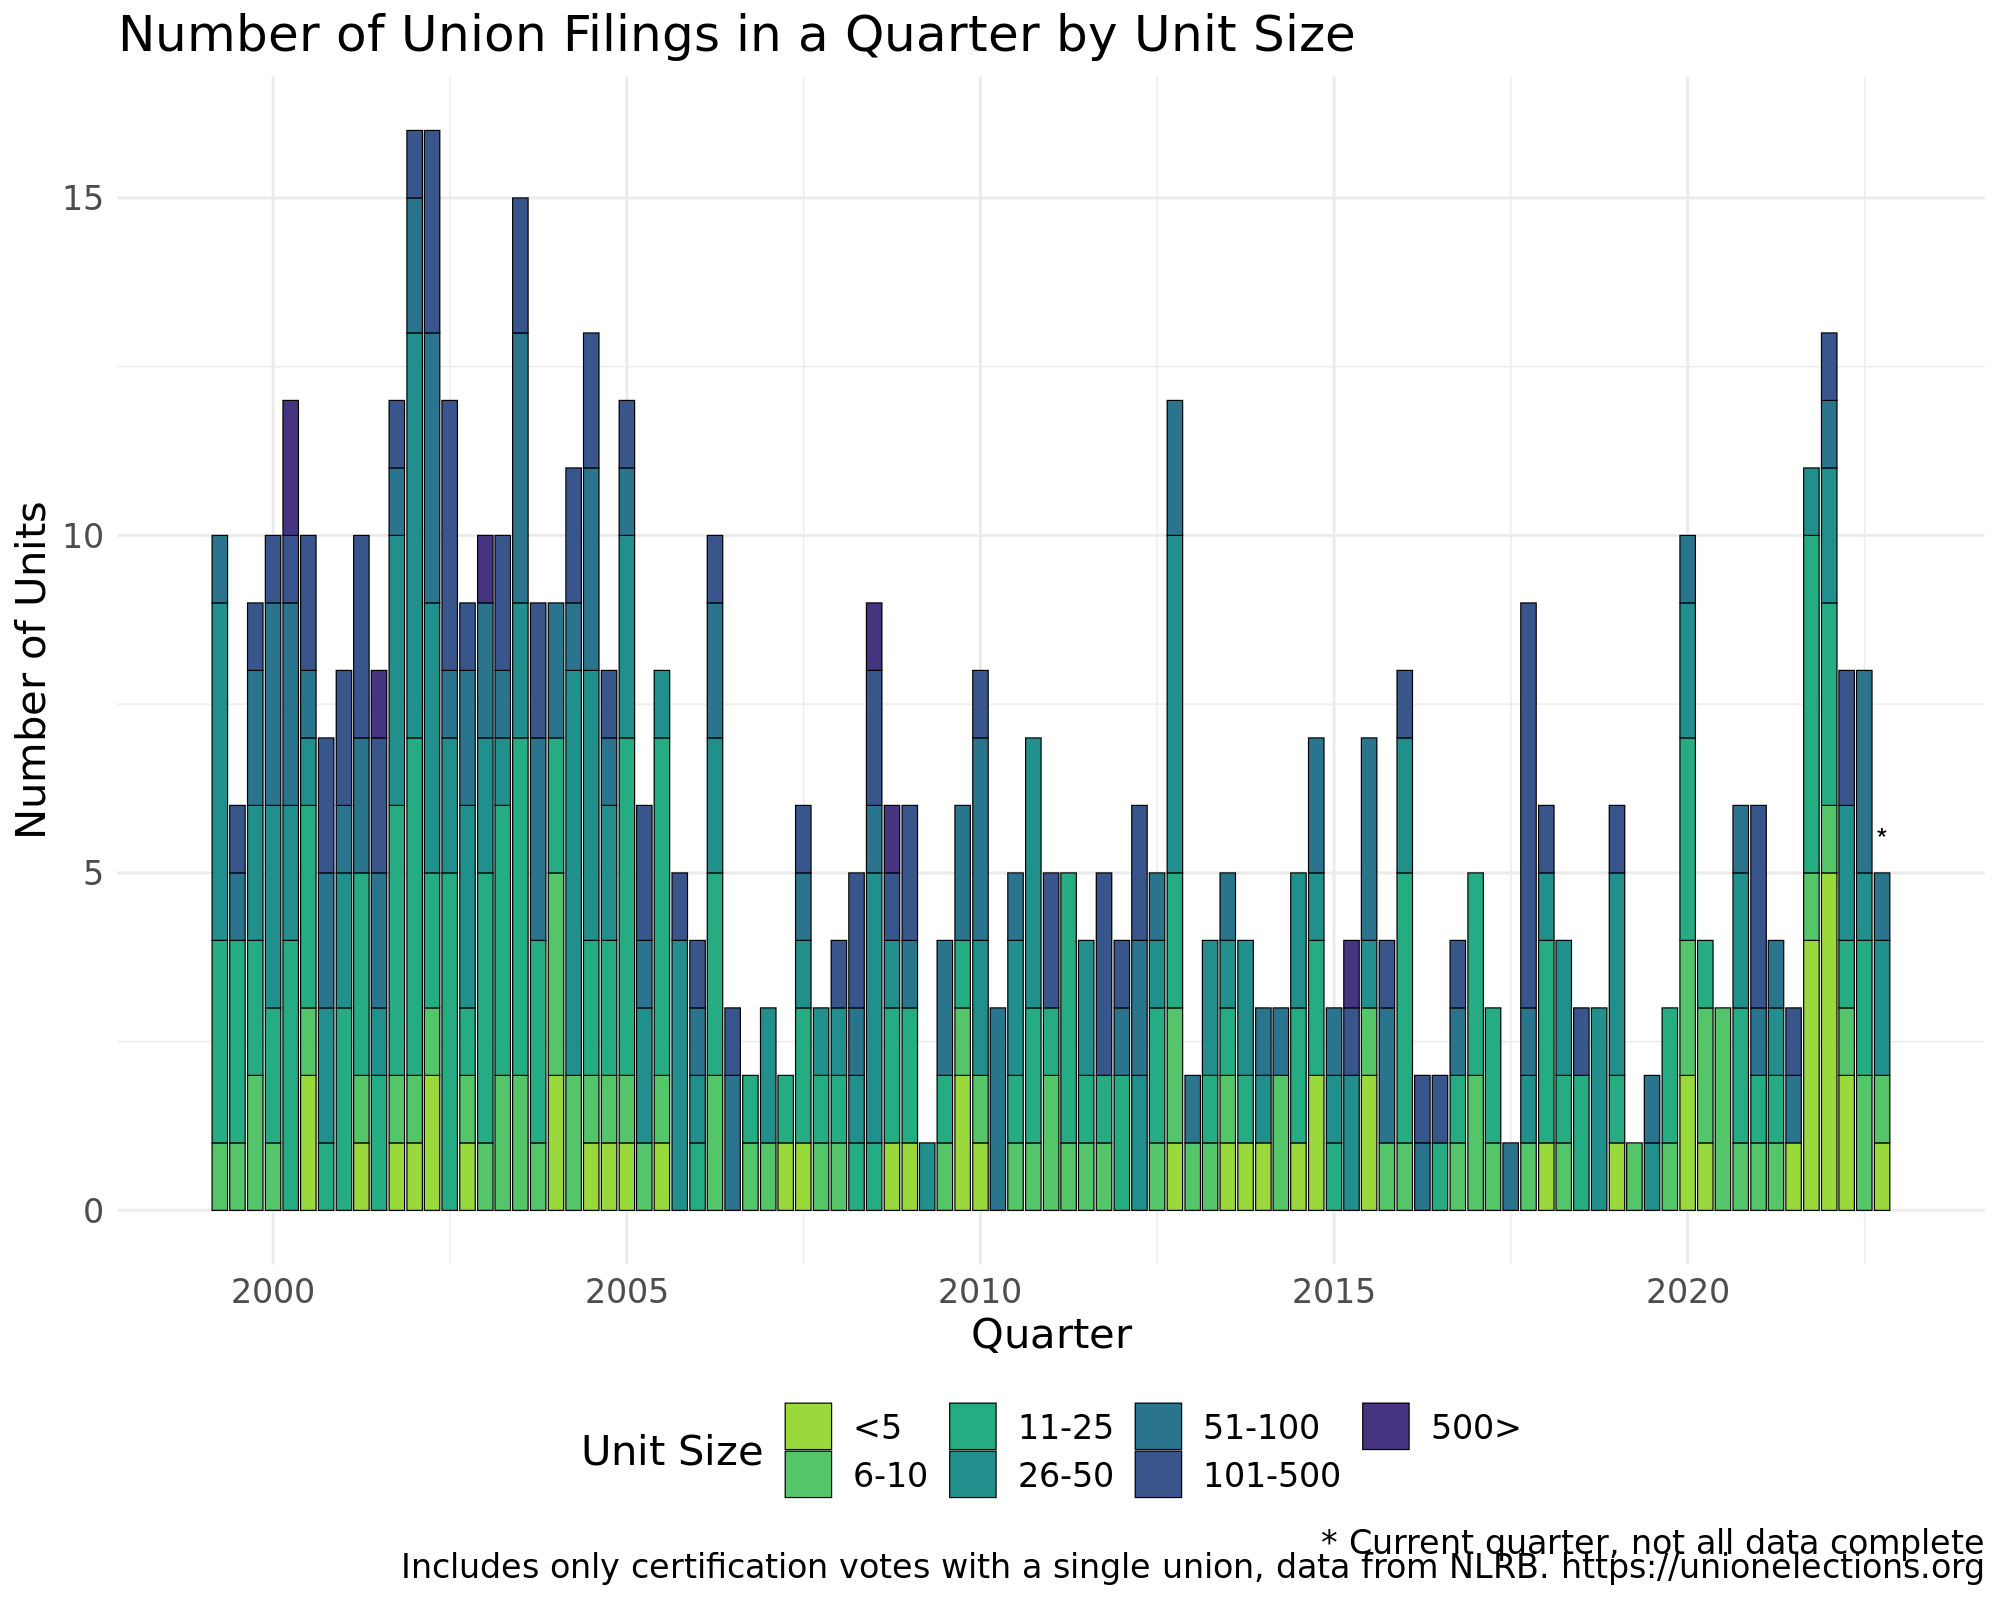 Number of Union Filings in a Quarter by Unit Size
Number of Units
15
10
5
0
*
2000 2005 2010 2015 2020
Quarter
Unit Size
<5 11-25 51-100 500>
6-10 26-50 101-500
* Current quarter, not all data complete
Includes only certification votes with a single union, data from NLRB. https://unionelections.org